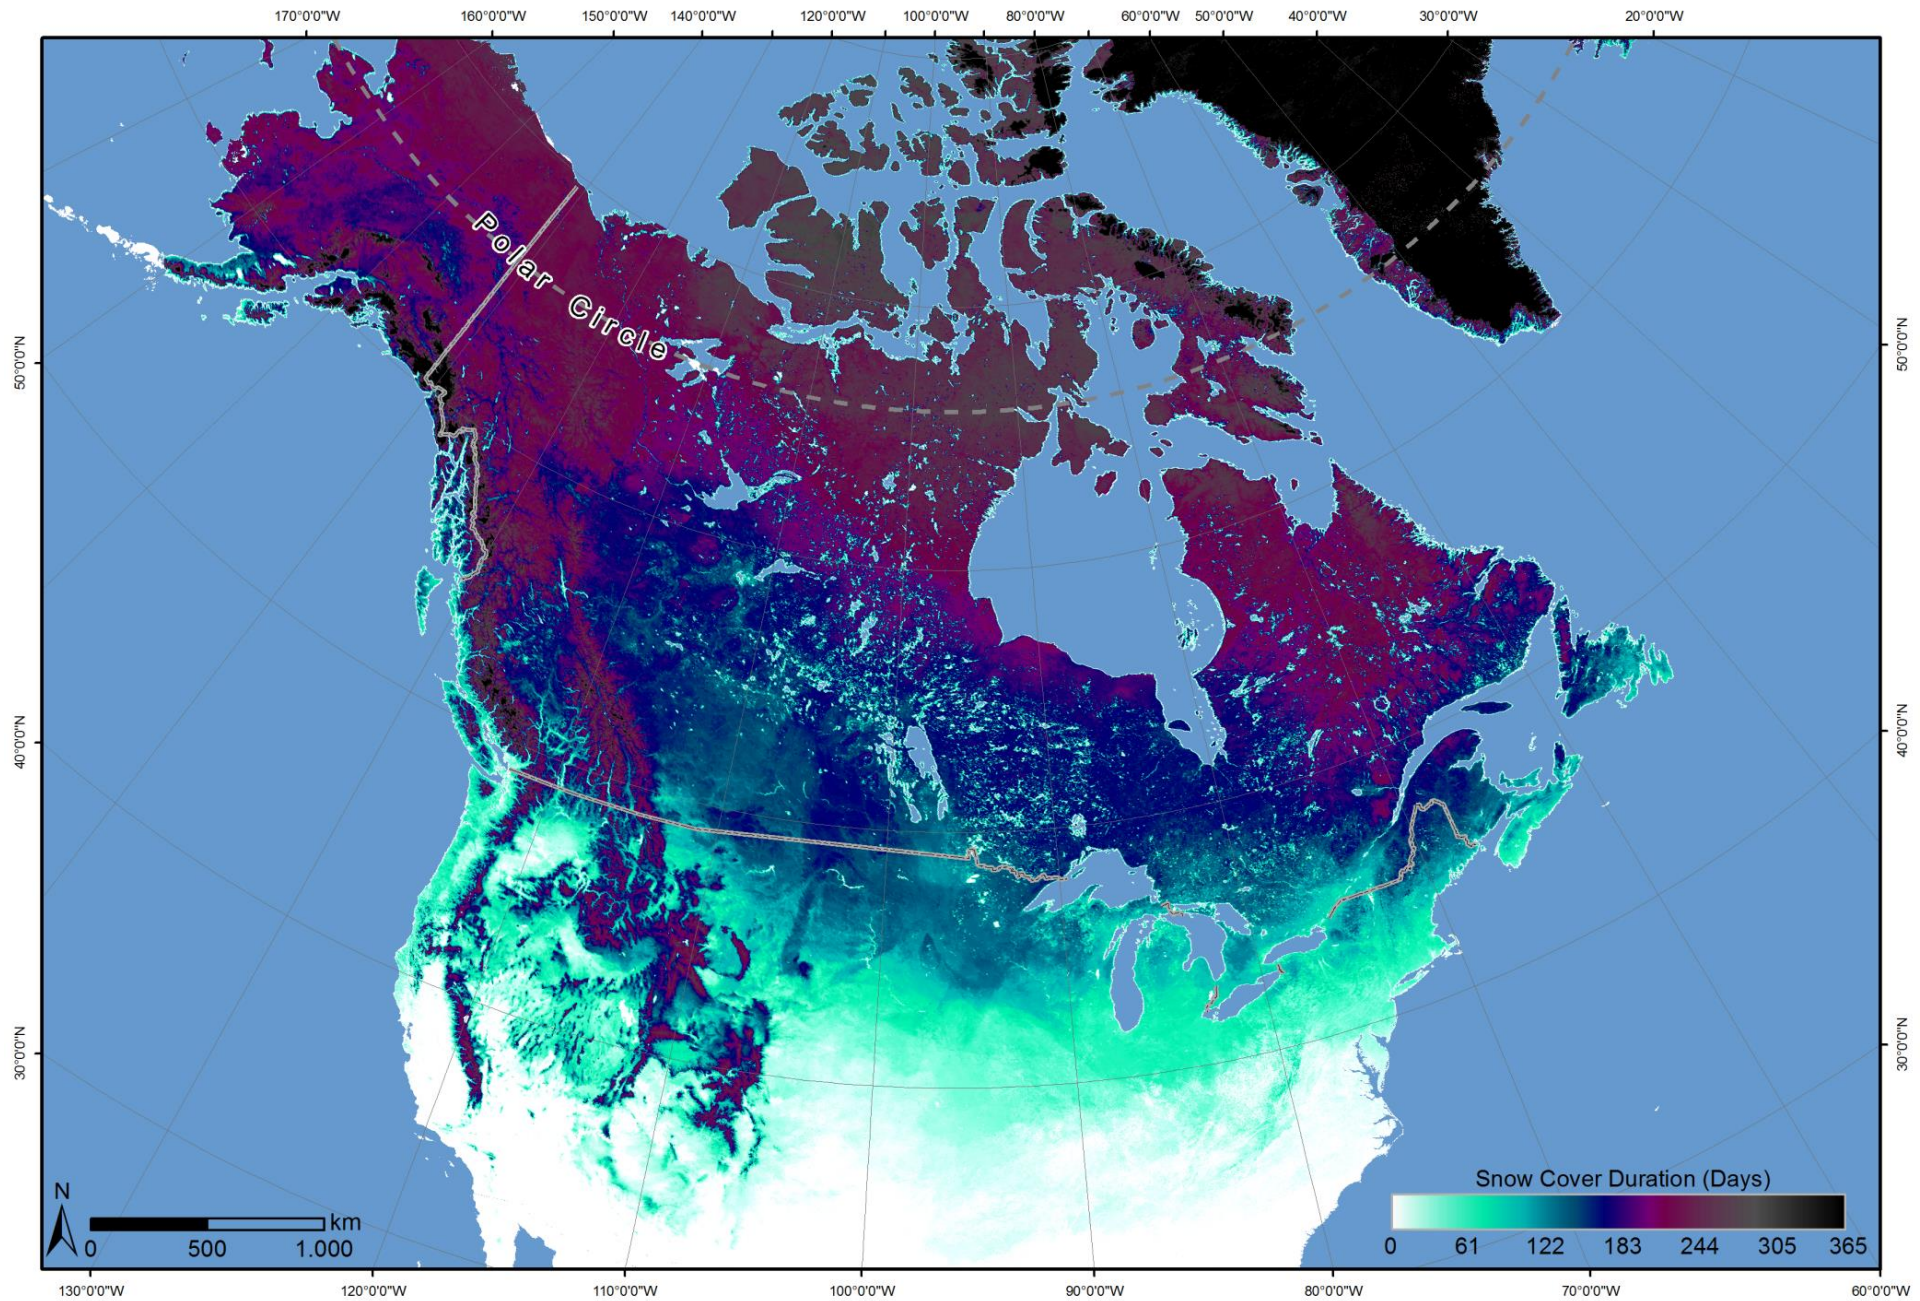 170°0'0"W 160°0'0"W 150°0'0"W 140°0'0"W 120°0'0"W 100°0'0"W 80°0'0"W 60°0'0"W 50°0'0"W 40°0'0"W 30°0'0"W 20°0'0"W
Polar Circle
50°0'0"N 50°0'0"N
40°0'0"N 40°0'0"N
30°0'0"N 30°0'0"N
N
km
0 500 1.000
Snow Cover Duration (Days)
0 61 122 183 244 305 365
130°0'0"W 120°0'0"W 110°0'0"W 100°0'0"W 90°0'0"W 80°0'0"W 70°0'0"W 60°0'0"W